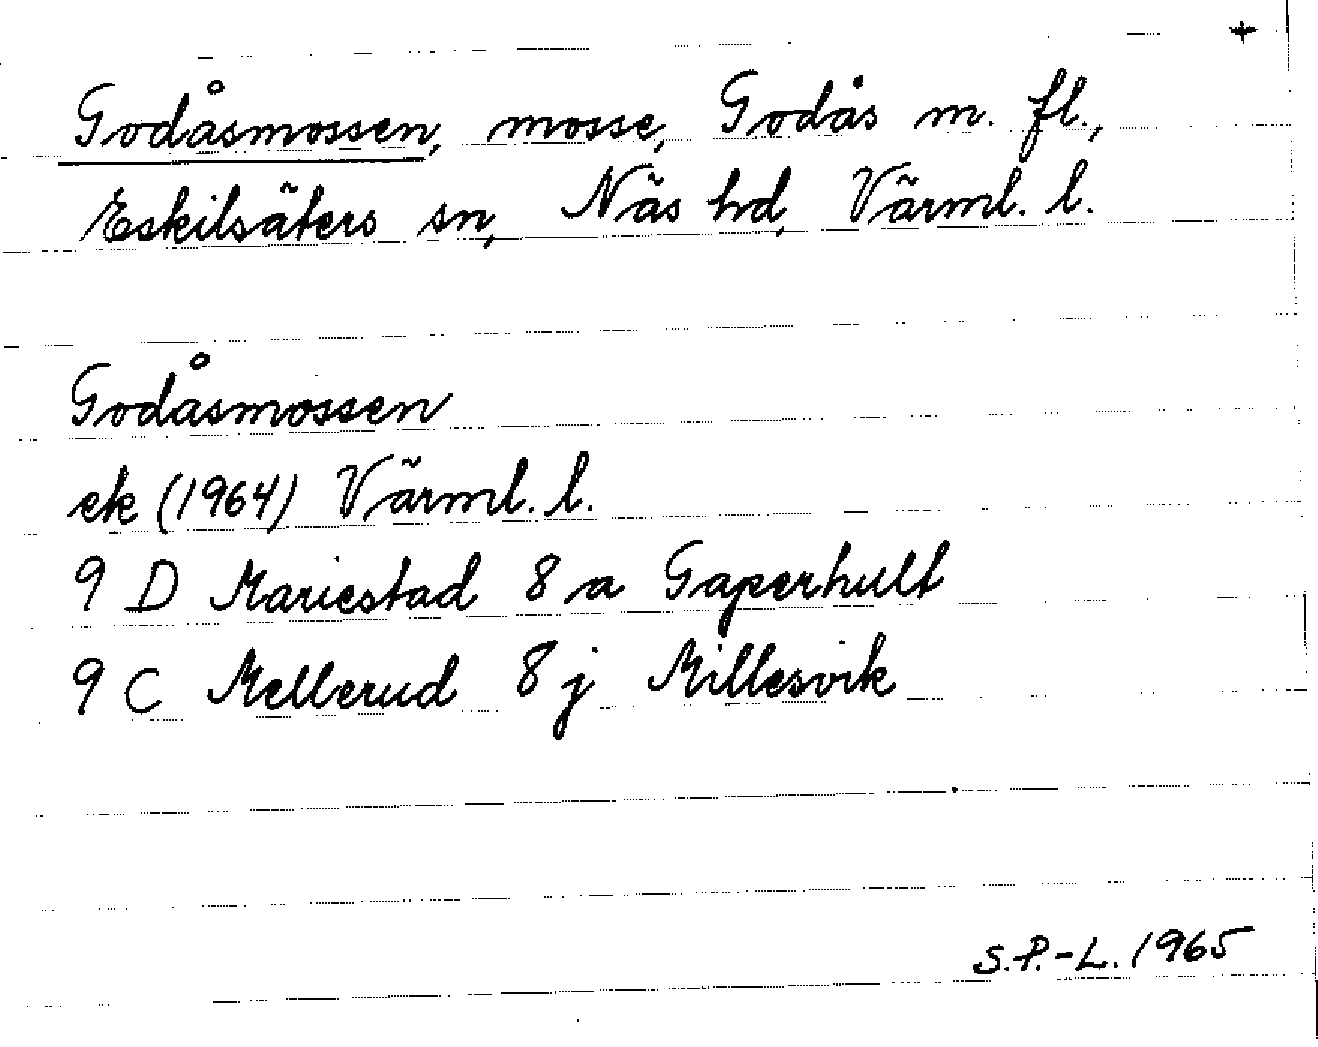 Godåsmossen, mosse, Godås m. fl.,
Eskilsäters sn, Näs hd, Värml. l.
Godåsmossen
ek (1964) Värml. l.
9 D Mariestad 8 a Gaperhult
9 C Mellerud 8 j Millesvik
S.P.-L. 1965